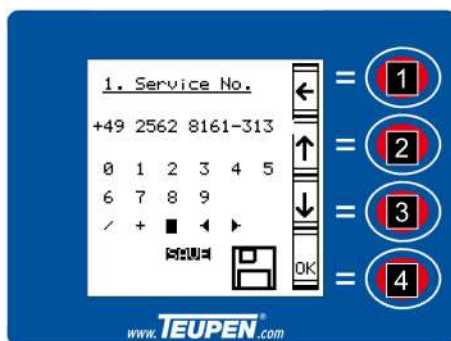 1. Service No.
← = 1
+49 2562 8161-313
↑ = 2
0 1 2 3 4 5
6 7 8 9
↓ = 3
/ + ■ ◄ ►
SAVE
OK = 4
www.TEUPEN®.com